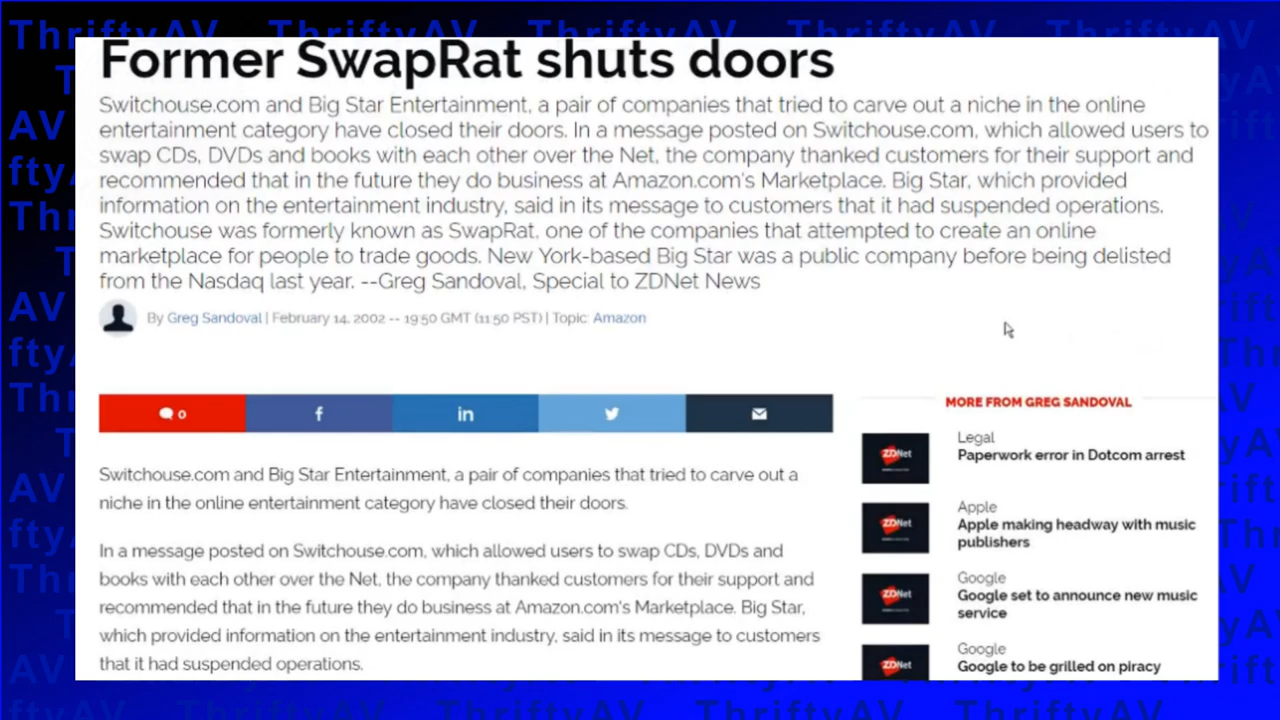 ThriftyAV ThriftyAV ThriftyAV ThriftyAV ThriftyAV
Former SwapRat shuts doors
Switchouse.com and Big Star Entertainment, a pair of companies that tried to carve out a niche in the online
entertainment category have closed their doors. In a message posted on Switchouse.com, which allowed users to
swap CDs, DVDs and books with each other over the Net, the company thanked customers for their support and
recommended that in the future they do business at Amazon.com's Marketplace. Big Star, which provided
information on the entertainment industry, said in its message to customers that it had suspended operations.
Switchouse was formerly known as SwapRat, one of the companies that attempted to create an online
marketplace for people to trade goods. New York-based Big Star was a public company before being delisted
from the Nasdaq last year. --Greg Sandoval, Special to ZDNet News
By Greg Sandoval | February 14, 2002 -- 19:50 GMT (11:50 PST) | Topic: Amazon
0
f
in
MORE FROM GREG SANDOVAL
Switchouse.com and Big Star Entertainment, a pair of companies that tried to carve out a
niche in the online entertainment category have closed their doors.
In a message posted on Switchouse.com, which allowed users to swap CDs, DVDs and
books with each other over the Net, the company thanked customers for their support and
recommended that in the future they do business at Amazon.com's Marketplace. Big Star,
which provided information on the entertainment industry, said in its message to customers
that it had suspended operations.
ZDNet
Legal
Paperwork error in Dotcom arrest
ZDNet
Apple
Apple making headway with music
publishers
ZDNet
Google
Google set to announce new music
service
ZDNet
Google
Google to be grilled on piracy
ThriftyAV ThriftyAV ThriftyAV ThriftyAV